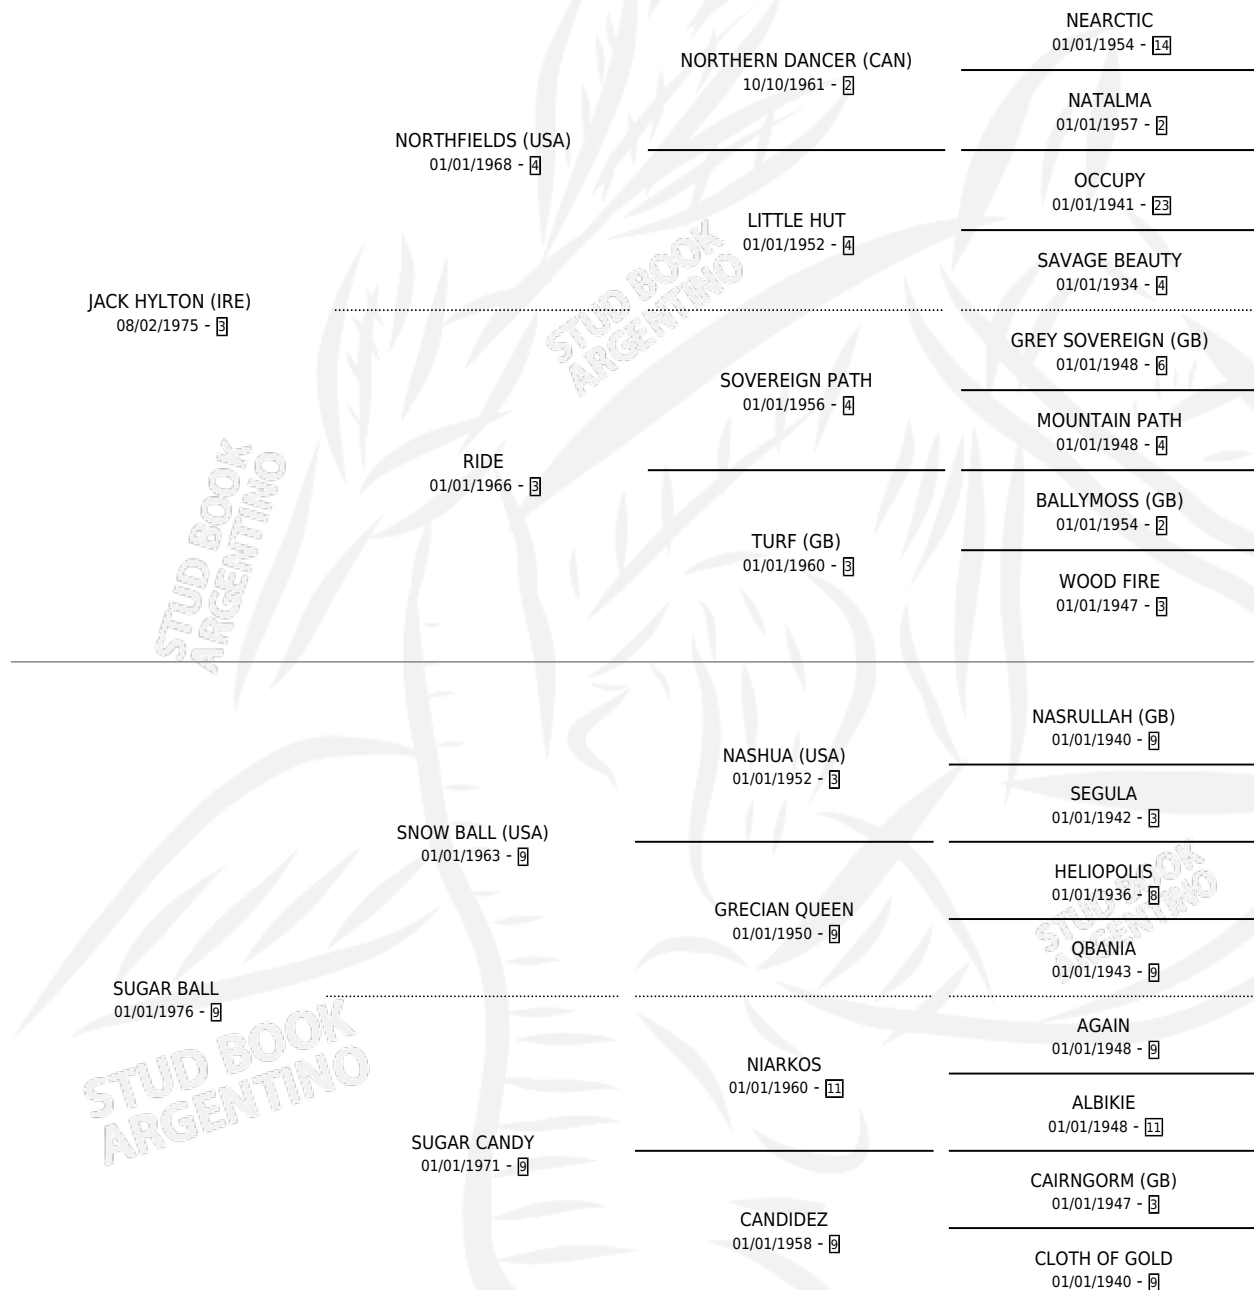 NEARCTIC
01/01/1954 - 14
NORTHERN DANCER (CAN)
10/10/1961 - 2
NATALMA
01/01/1957 - 2
NORTHFIELDS (USA)
01/01/1968 - 4
OCCUPY
01/01/1941 - 23
LITTLE HUT
01/01/1952 - 4
SAVAGE BEAUTY
01/01/1934 - 4
JACK HYLTON (IRE)
08/02/1975 - 3
GREY SOVEREIGN (GB)
01/01/1948 - 6
SOVEREIGN PATH
01/01/1956 - 4
MOUNTAIN PATH
01/01/1948 - 4
RIDE
01/01/1966 - 3
BALLYMOSS (GB)
01/01/1954 - 2
TURF (GB)
01/01/1960 - 3
WOOD FIRE
01/01/1947 - 3
NASRULLAH (GB)
01/01/1940 - 9
NASHUA (USA)
01/01/1952 - 3
SEGULA
01/01/1942 - 3
SNOW BALL (USA)
01/01/1963 - 9
HELIOPOLIS
01/01/1936 - 8
GRECIAN QUEEN
01/01/1950 - 9
QBANIA
01/01/1943 - 9
SUGAR BALL
01/01/1976 - 9
AGAIN
01/01/1948 - 9
NIARKOS
01/01/1960 - 11
ALBIKIE
01/01/1948 - 11
SUGAR CANDY
01/01/1971 - 9
CAIRNGORM (GB)
01/01/1947 - 3
CANDIDEZ
01/01/1958 - 9
CLOTH OF GOLD
01/01/1940 - 9
STUD BOOK
ARGENTINO
STUD BOOK
ARGENTINO
STUD BOOK
ARGENTINO
STUD BOOK
ARGENTINO